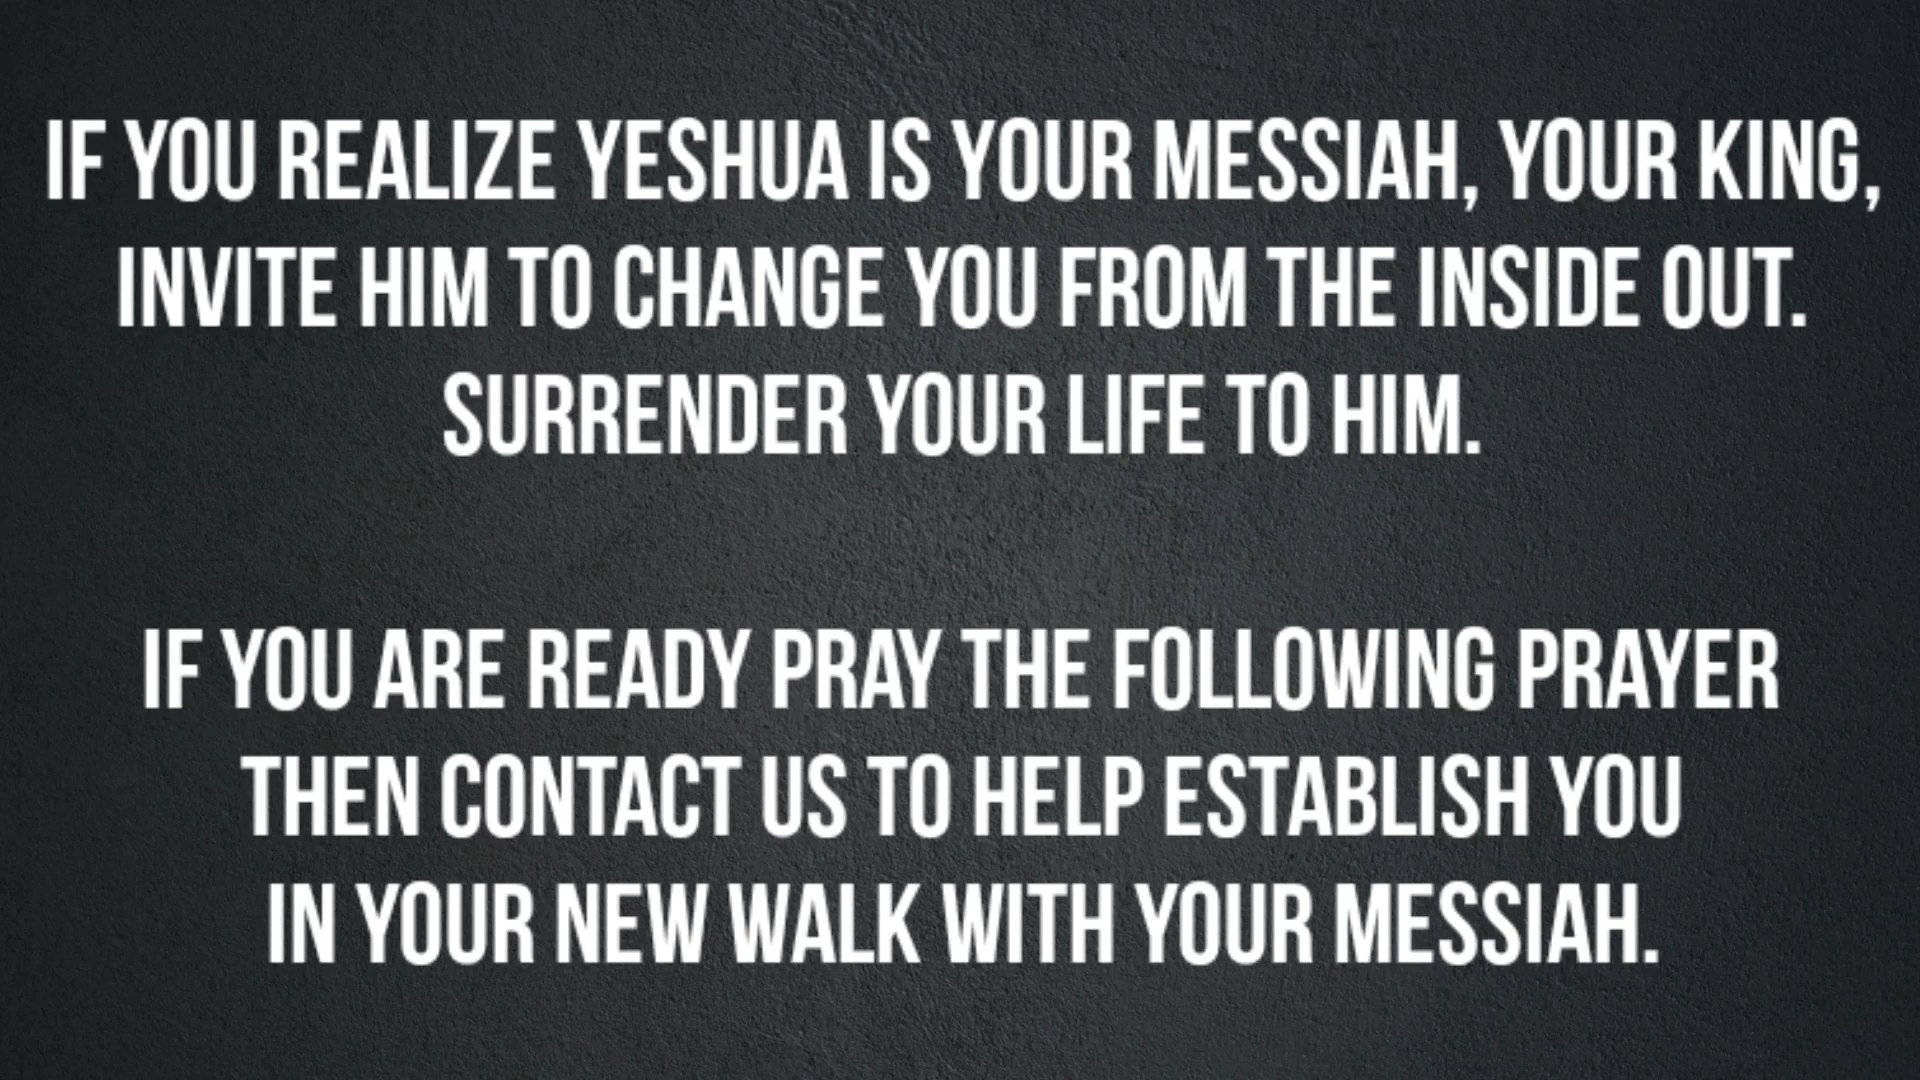 IF YOU REALIZE YESHUA IS YOUR MESSIAH, YOUR KING,
INVITE HIM TO CHANGE YOU FROM THE INSIDE OUT.
SURRENDER YOUR LIFE TO HIM.
IF YOU ARE READY PRAY THE FOLLOWING PRAYER
THEN CONTACT US TO HELP ESTABLISH YOU
IN YOUR NEW WALK WITH YOUR MESSIAH.